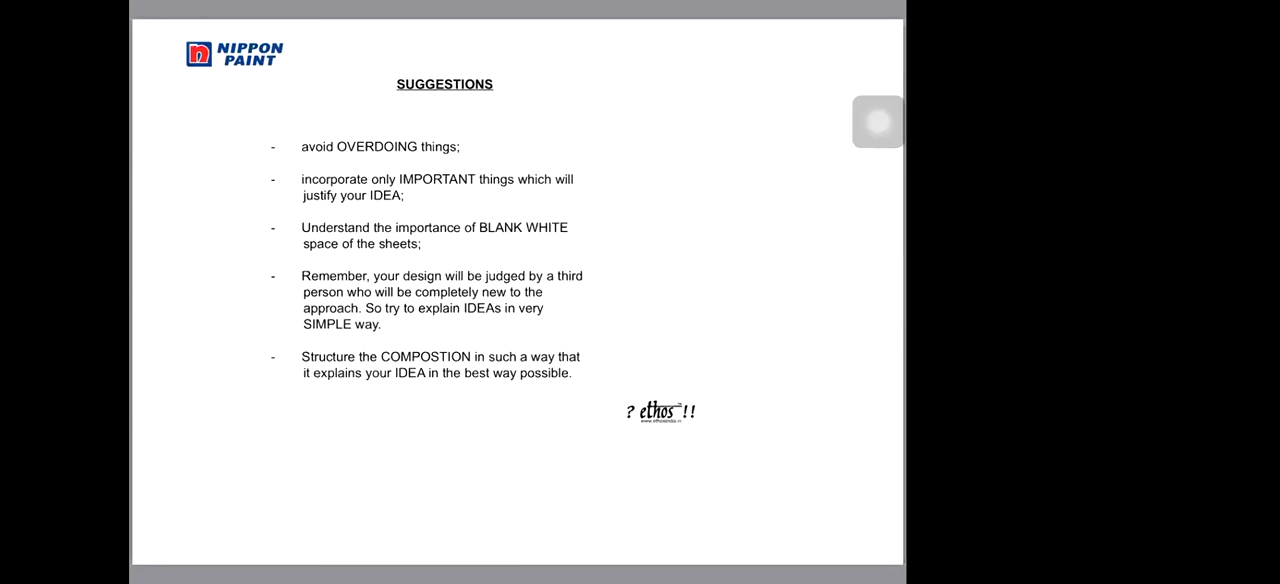 NIPPON
PAINT
SUGGESTIONS
- avoid OVERDOING things;
- incorporate only IMPORTANT things which will
justify your IDEA;
- Understand the importance of BLANK WHITE
space of the sheets;
- Remember, your design will be judged by a third
person who will be completely new to the
approach. So try to explain IDEAs in very
SIMPLE way.
- Structure the COMPOSTION in such a way that
it explains your IDEA in the best way possible.
? ethos !!
www.ethosindia.in